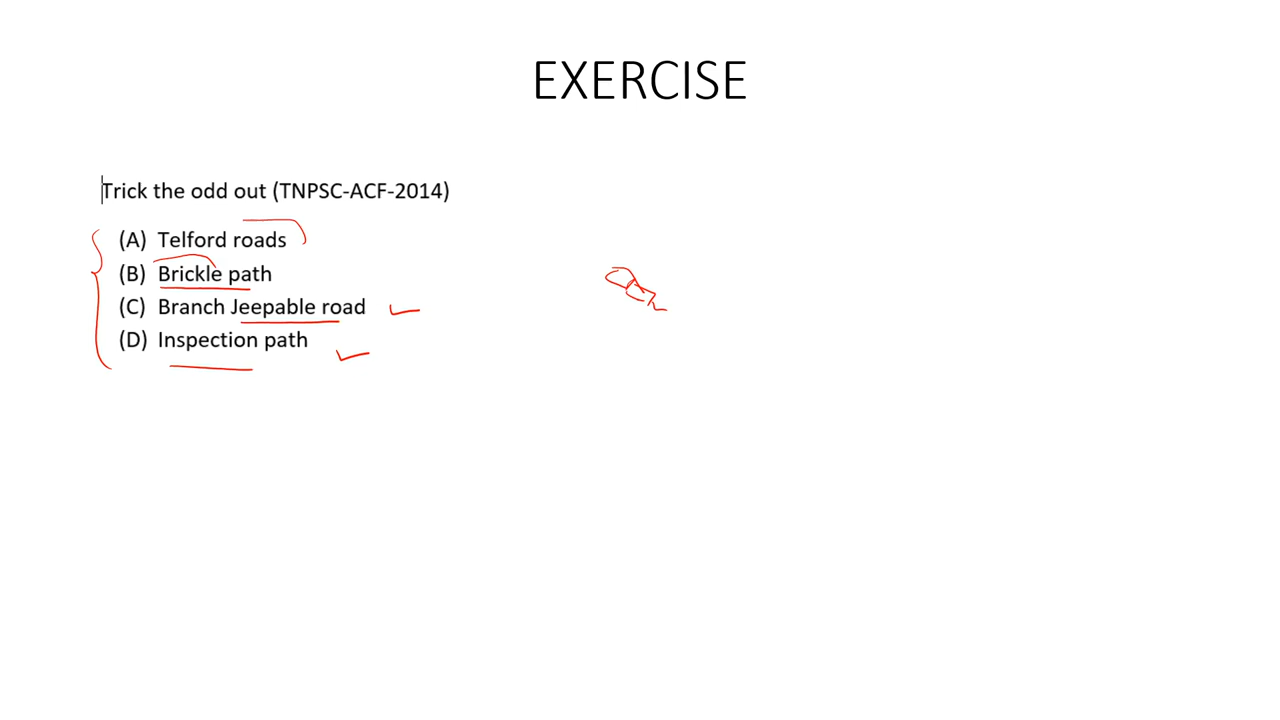 EXERCISE
Trick the odd out (TNPSC-ACF-2014)
(A) Telford roads
(B) Brickle path
(C) Branch Jeepable road
(D) Inspection path